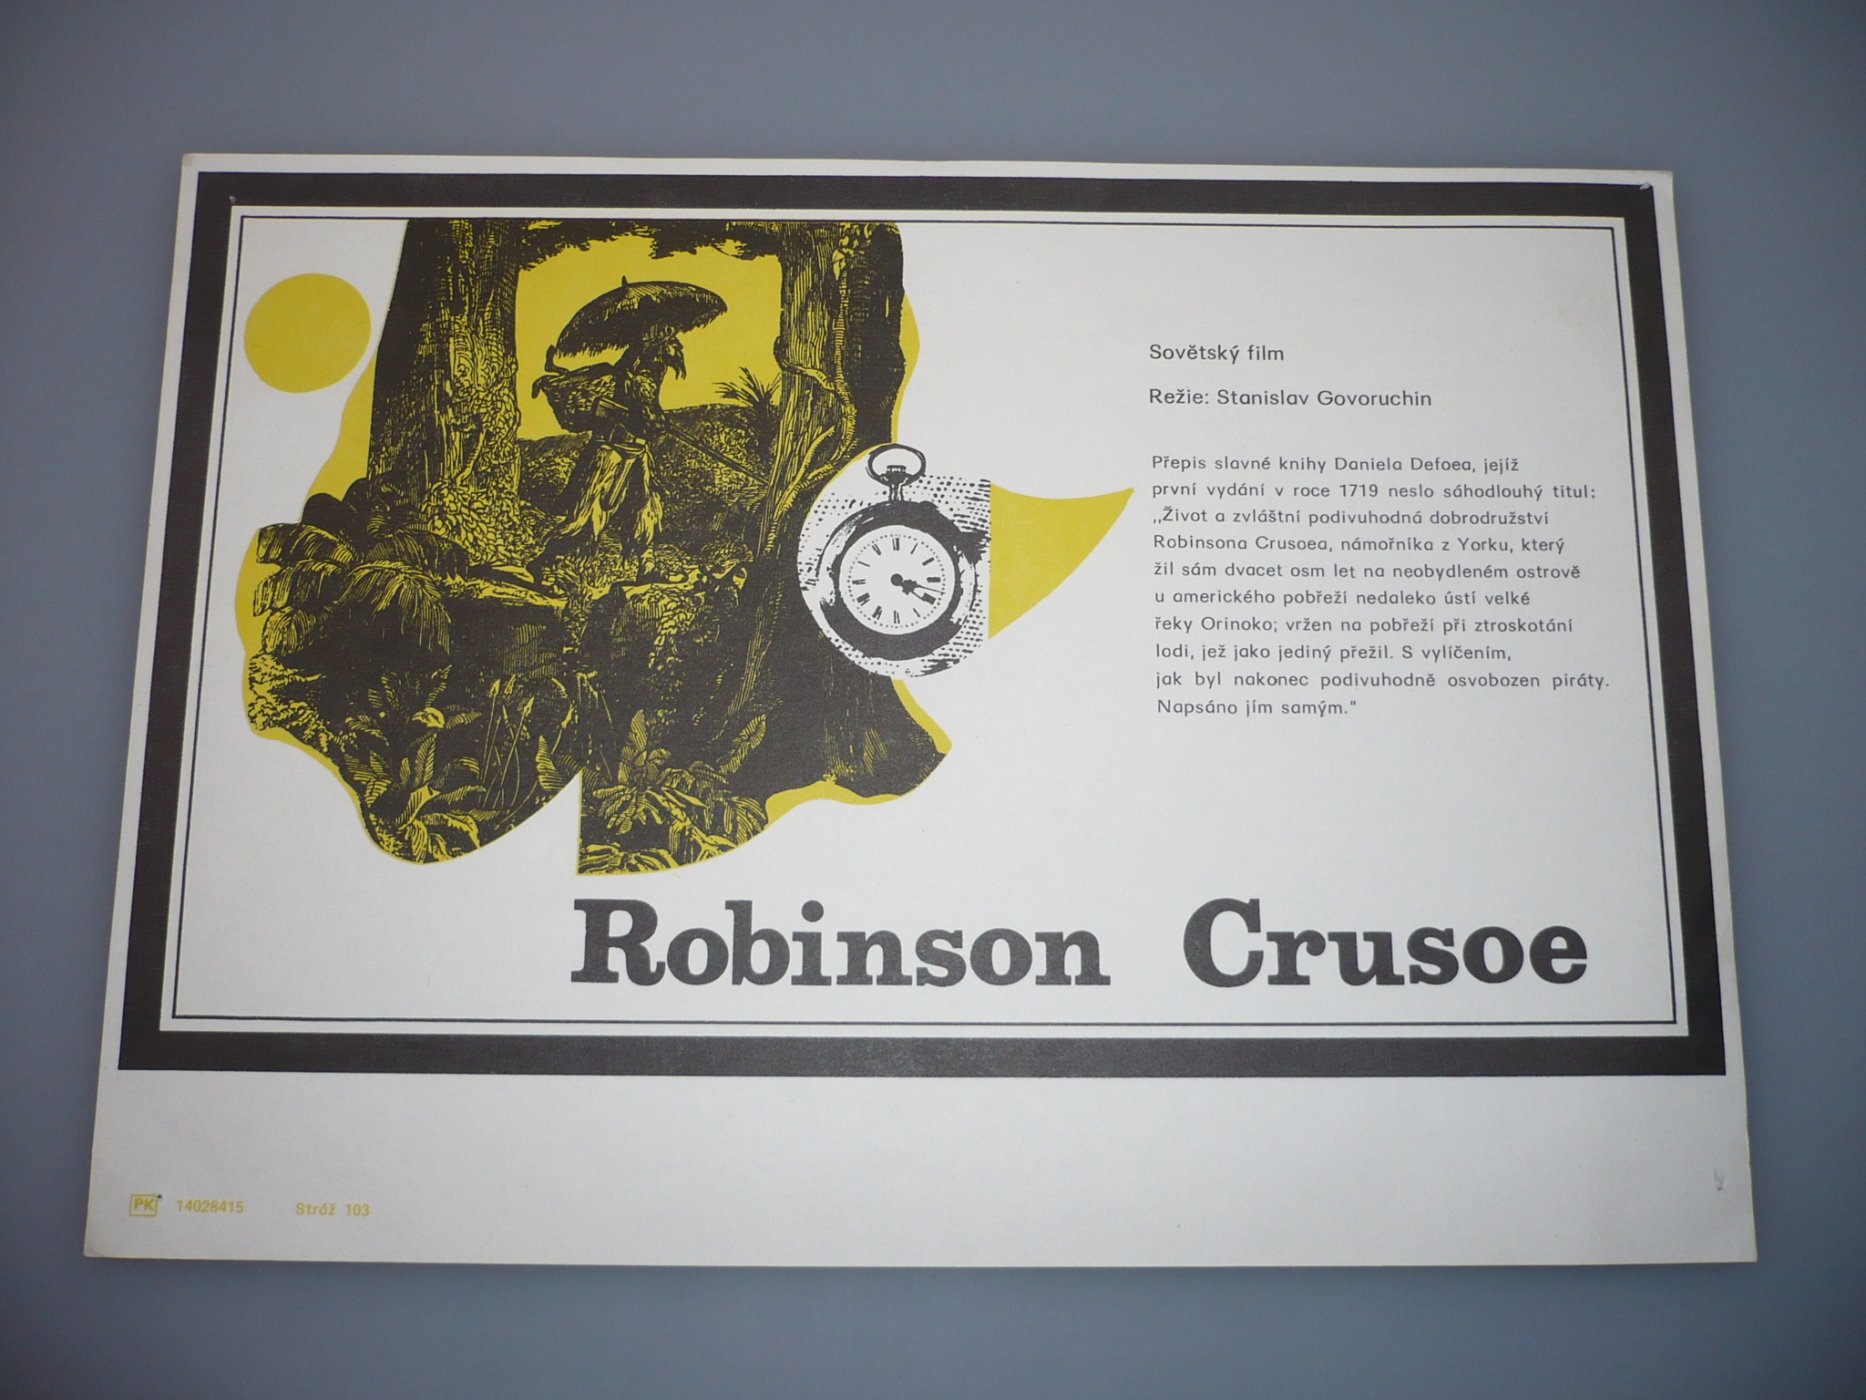 Sovětský film
Režie: Stanislav Govoruchin
Přepis slavné knihy Daniela Defoea, jejíž
první vydání v roce 1719 neslo sáhodlouhý titul:
,,Život a zvláštní podivuhodná dobrodružství
Robinsona Crusoea, námořníka z Yorku, který
žil sám dvacet osm let na neobydleném ostrově
u amerického pobřeží nedaleko ústí velké
řeky Orinoko; vržen na pobřeží při ztroskotání
lodi, jež jako jediný přežil. S vylíčením,
jak byl nakonec podivuhodně osvobozen piráty.
Napsáno jím samým."
Robinson Crusoe
PK 14028415 Stráž 103